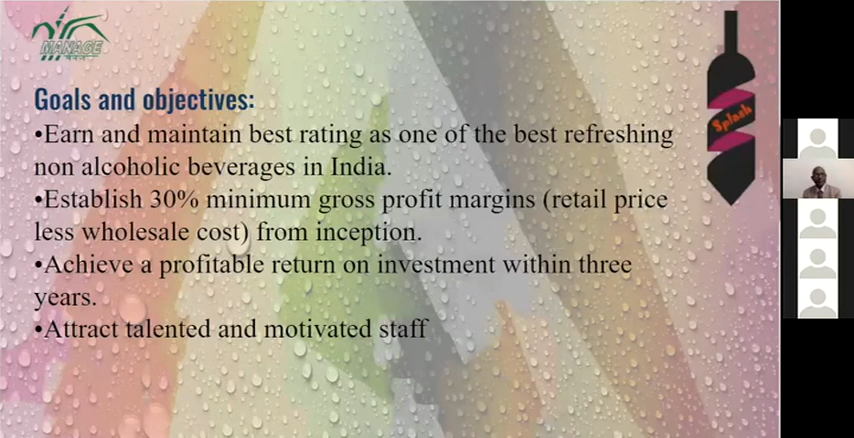 MANAGE
मैनेज
Goals and objectives:
•Earn and maintain best rating as one of the best refreshing
non alcoholic beverages in India.
•Establish 30% minimum gross profit margins (retail price
less wholesale cost) from inception.
•Achieve a profitable return on investment within three
years.
•Attract talented and motivated staff
Splash